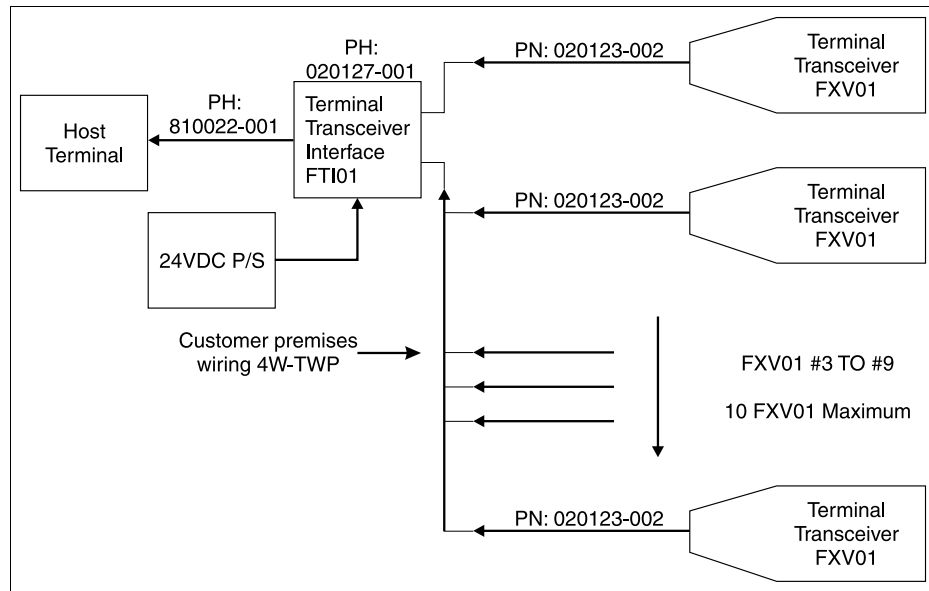 PH:
020127-001
PN: 020123-002
Terminal
Transceiver
FXV01
PH:
810022-001
Host
Terminal
Terminal
Transceiver
Interface
FTI01
PN: 020123-002
Terminal
Transceiver
FXV01
24VDC P/S
Customer premises
wiring 4W-TWP
FXV01 #3 TO #9
10 FXV01 Maximum
PN: 020123-002
Terminal
Transceiver
FXV01